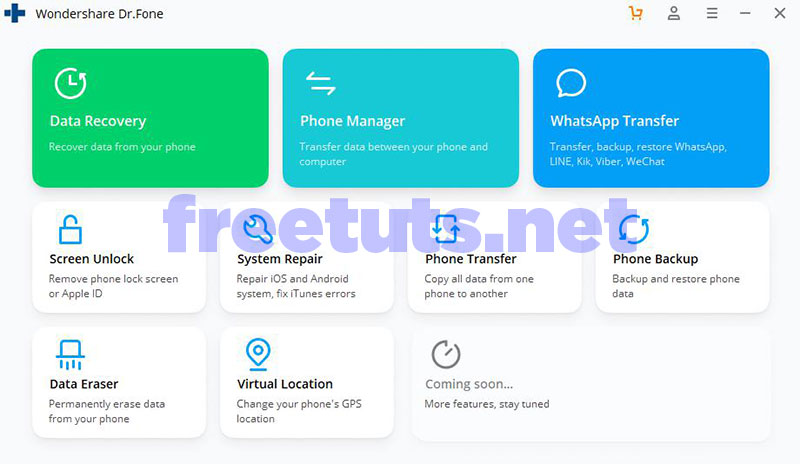 Wondershare Dr.Fone
Data Recovery
Recover data from your phone
Phone Manager
Transfer data between your phone and
computer
WhatsApp Transfer
Transfer, backup, restore WhatsApp,
LINE, Kik, Viber, WeChat
freetuts.net
Screen Unlock
Remove phone lock screen
or Apple ID
System Repair
Repair iOS and Android
system, fix iTunes errors
Phone Transfer
Copy all data from one
phone to another
Phone Backup
Backup and restore phone
data
Data Eraser
Permanently erase data
from your phone
Virtual Location
Change your phone's GPS
location
Coming soon...
More features, stay tuned